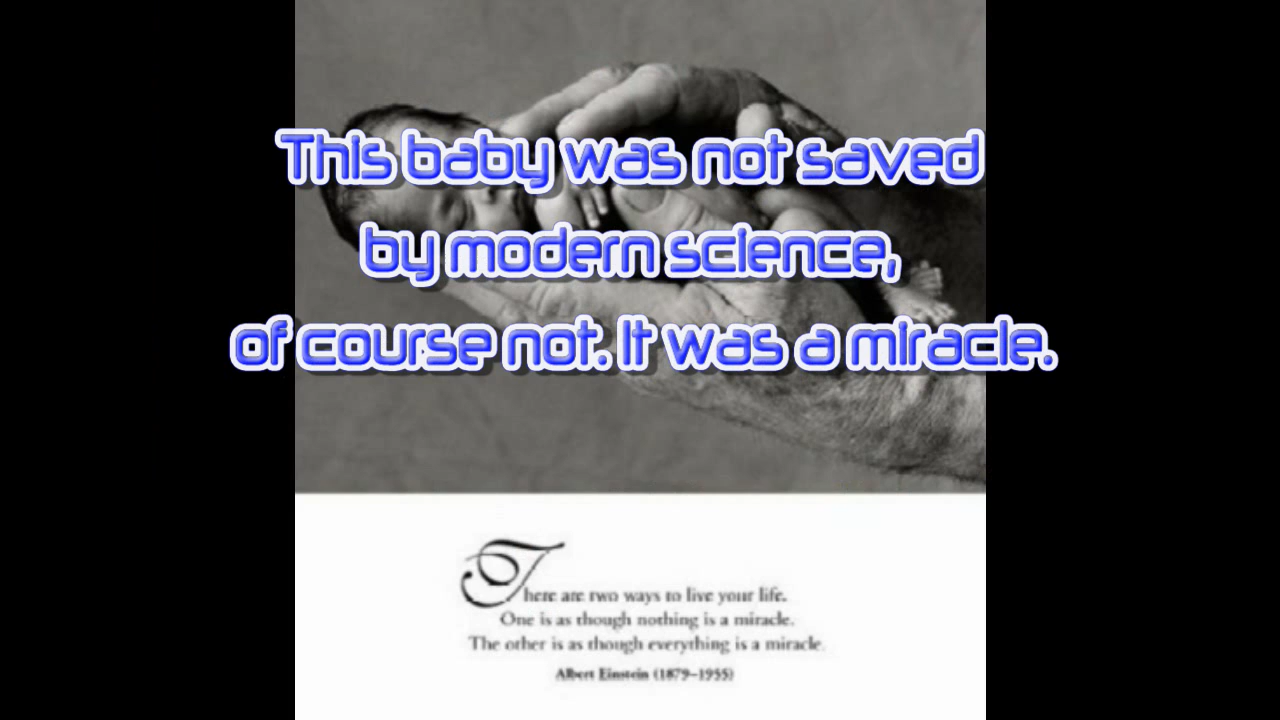 This baby was not saved
by modern science,
of course not. It was a miracle.
There are two ways to live your life.
One is as though nothing is a miracle.
The other is as though everything is a miracle.
Albert Einstein (1879–1955)